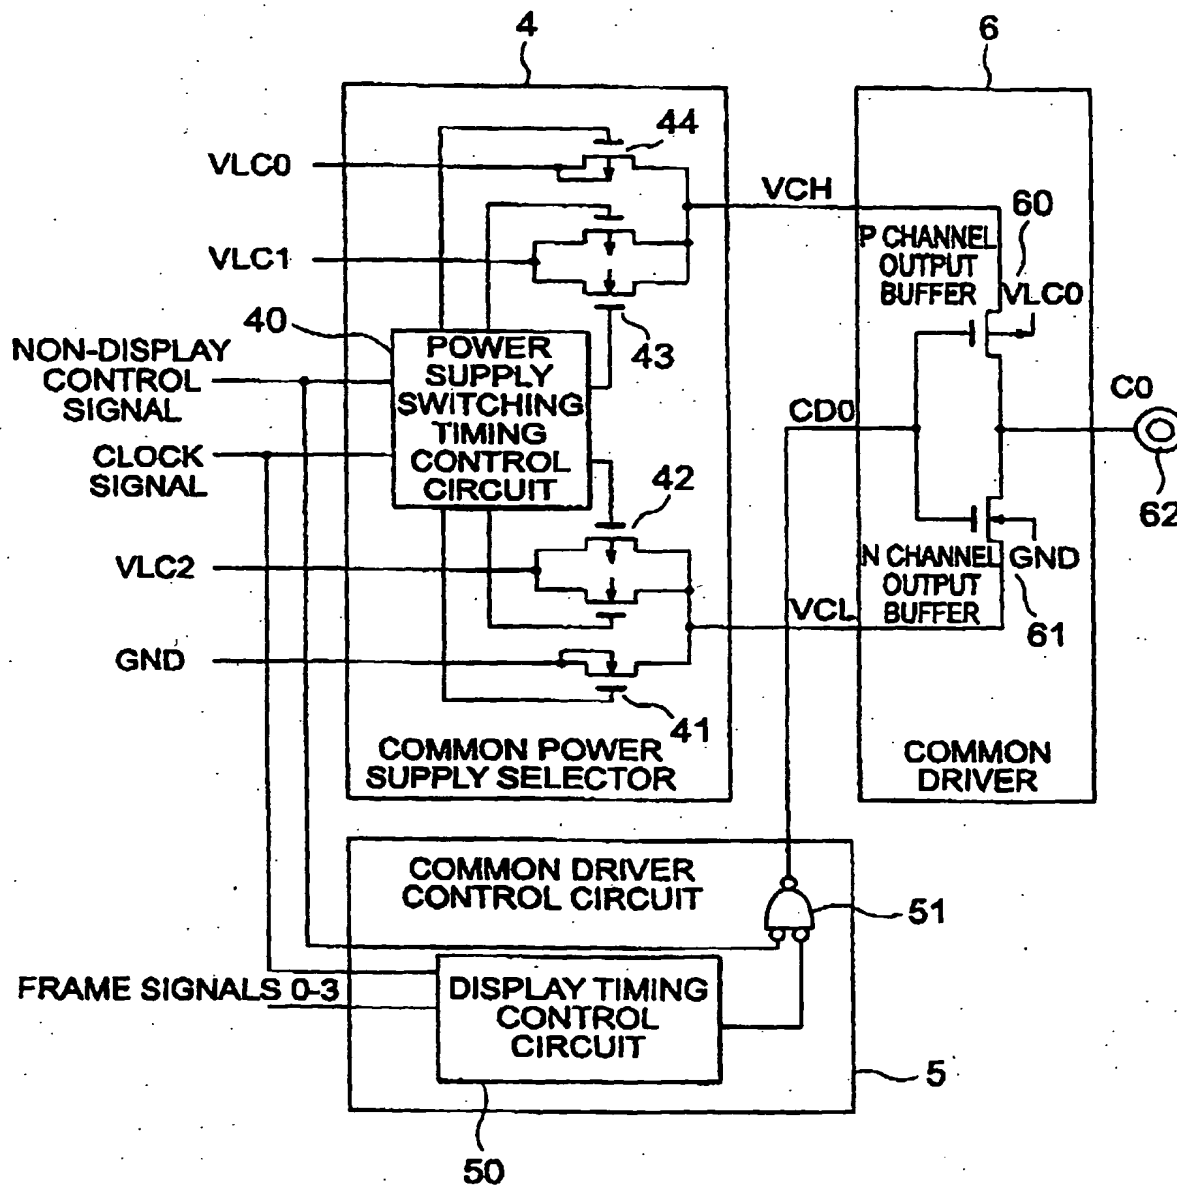 4
6
44
VLC0
VCH
60
P CHANNEL
OUTPUT
BUFFER
VLC0
VLC1
43
40
POWER
SUPPLY
SWITCHING
TIMING
CONTROL
CIRCUIT
NON-DISPLAY
CONTROL
SIGNAL
CD0
C0
62
CLOCK
SIGNAL
42
VLC2
N CHANNEL
OUTPUT
BUFFER
GND
61
VCL
GND
41
COMMON POWER
SUPPLY SELECTOR
COMMON
DRIVER
COMMON DRIVER
CONTROL CIRCUIT
51
FRAME SIGNALS 0-3
DISPLAY TIMING
CONTROL
CIRCUIT
5
50